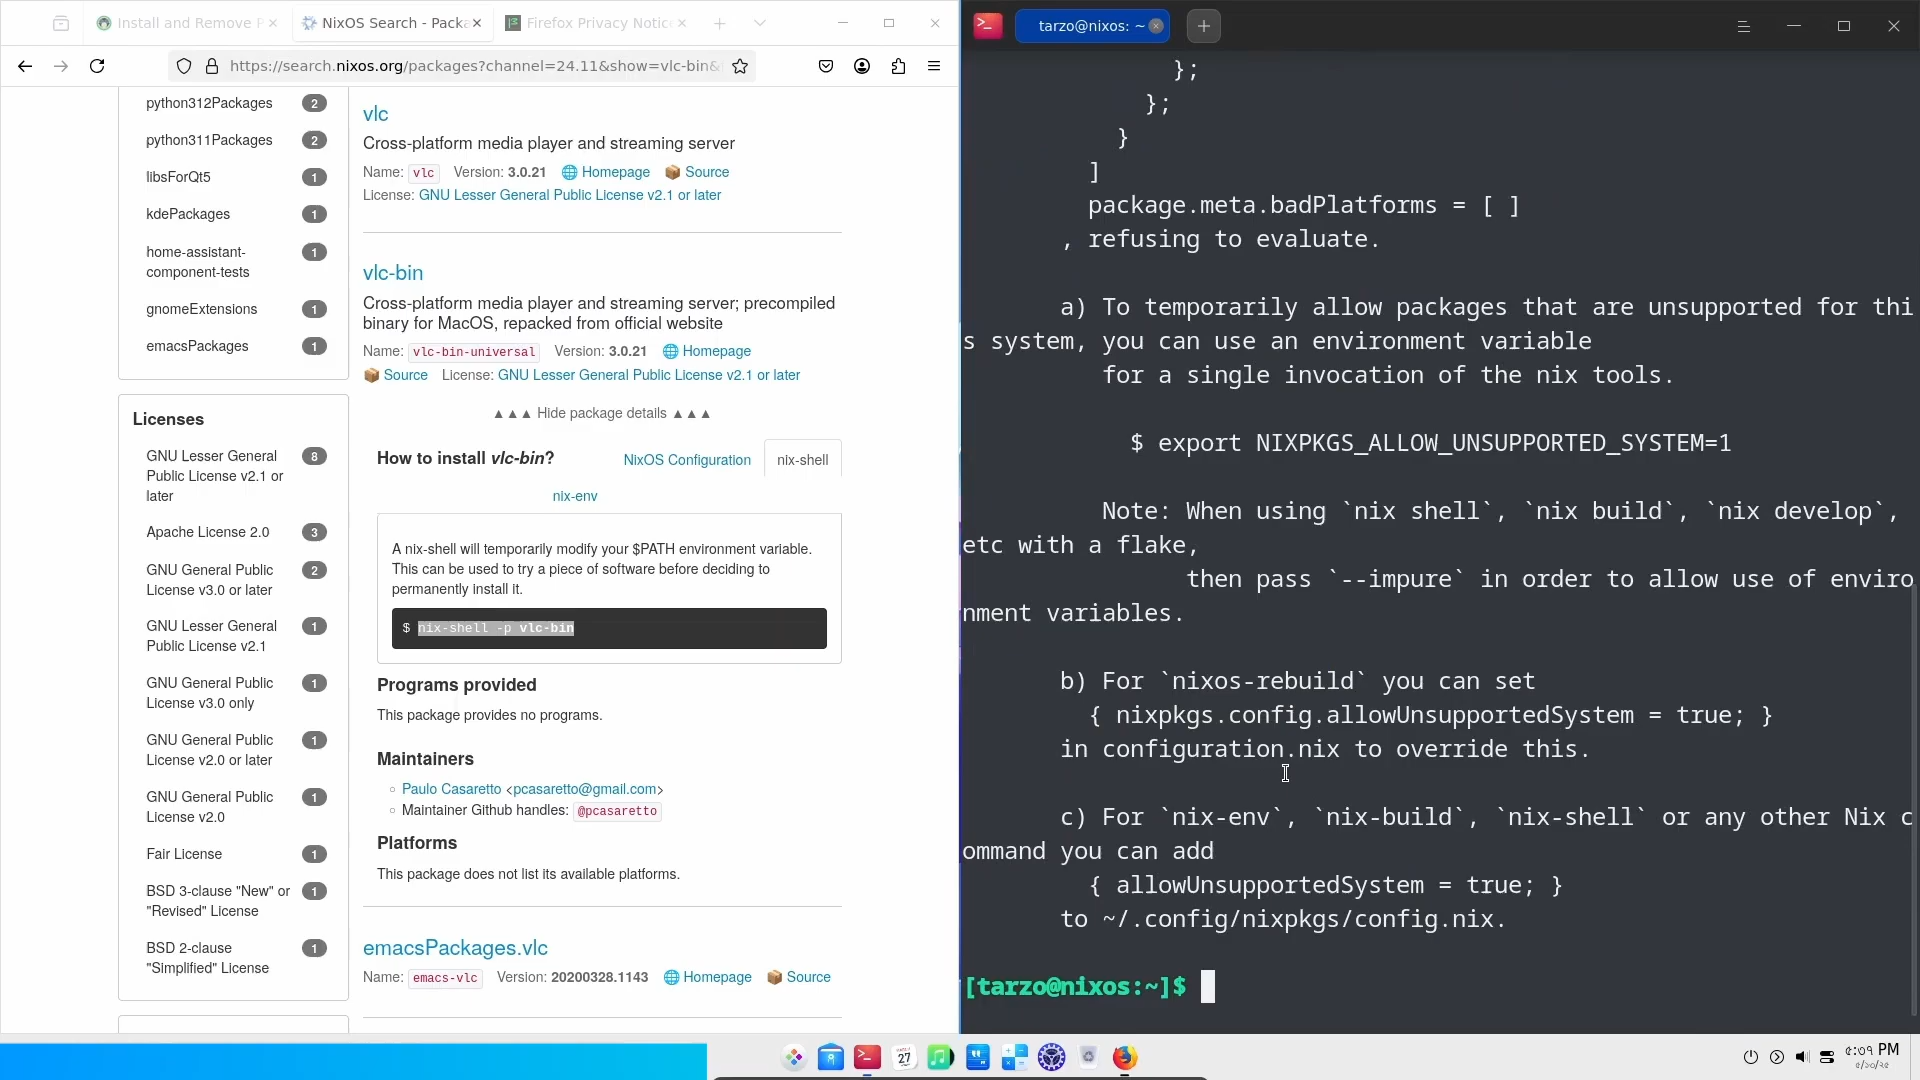 Install and Remove P
NixOS Search - Packa
Firefox Privacy Notic
https://search.nixos.org/packages?channel=24.11&show=vlc-bin&
python312Packages 2
python311Packages 2
libsForQt5 1
kdePackages 1
home-assistant-
component-tests 1
gnomeExtensions 1
emacsPackages 1
Licenses
GNU Lesser General 8
Public License v2.1 or
later
Apache License 2.0 3
GNU General Public 2
License v3.0 or later
GNU Lesser General 1
Public License v2.1
GNU General Public 1
License v3.0 only
GNU General Public 1
License v2.0 or later
GNU General Public 1
License v2.0
Fair License 1
BSD 3-clause "New" or 1
"Revised" License
BSD 2-clause 1
"Simplified" License
vlc
Cross-platform media player and streaming server
Name: vlc Version: 3.0.21 Homepage Source
License: GNU Lesser General Public License v2.1 or later
vlc-bin
Cross-platform media player and streaming server; precompiled
binary for MacOS, repacked from official website
Name: vlc-bin-universal Version: 3.0.21 Homepage
Source License: GNU Lesser General Public License v2.1 or later
▲▲▲ Hide package details ▲▲▲
How to install vlc-bin? NixOS Configuration nix-shell
nix-env
A nix-shell will temporarily modify your $PATH environment variable.
This can be used to try a piece of software before deciding to
permanently install it.
$ nix-shell -p vlc-bin
Programs provided
This package provides no programs.
Maintainers
Paulo Casaretto <pcasaretto@gmail.com>
Maintainer Github handles: @pcasaretto
Platforms
This package does not list its available platforms.
emacsPackages.vlc
Name: emacs-vlc Version: 20200328.1143 Homepage Source
tarzo@nixos: ~
};
};
}
]
package.meta.badPlatforms = [ ]
, refusing to evaluate.
a) To temporarily allow packages that are unsupported for thi
s system, you can use an environment variable
for a single invocation of the nix tools.
$ export NIXPKGS_ALLOW_UNSUPPORTED_SYSTEM=1
Note: When using `nix shell`, `nix build`, `nix develop`,
etc with a flake,
then pass `--impure` in order to allow use of enviro
nment variables.
b) For `nixos-rebuild` you can set
{ nixpkgs.config.allowUnsupportedSystem = true; }
in configuration.nix to override this.
c) For `nix-env`, `nix-build`, `nix-shell` or any other Nix c
ommand you can add
{ allowUnsupportedSystem = true; }
to ~/.config/nixpkgs/config.nix.
[tarzo@nixos:~]$
27
PM